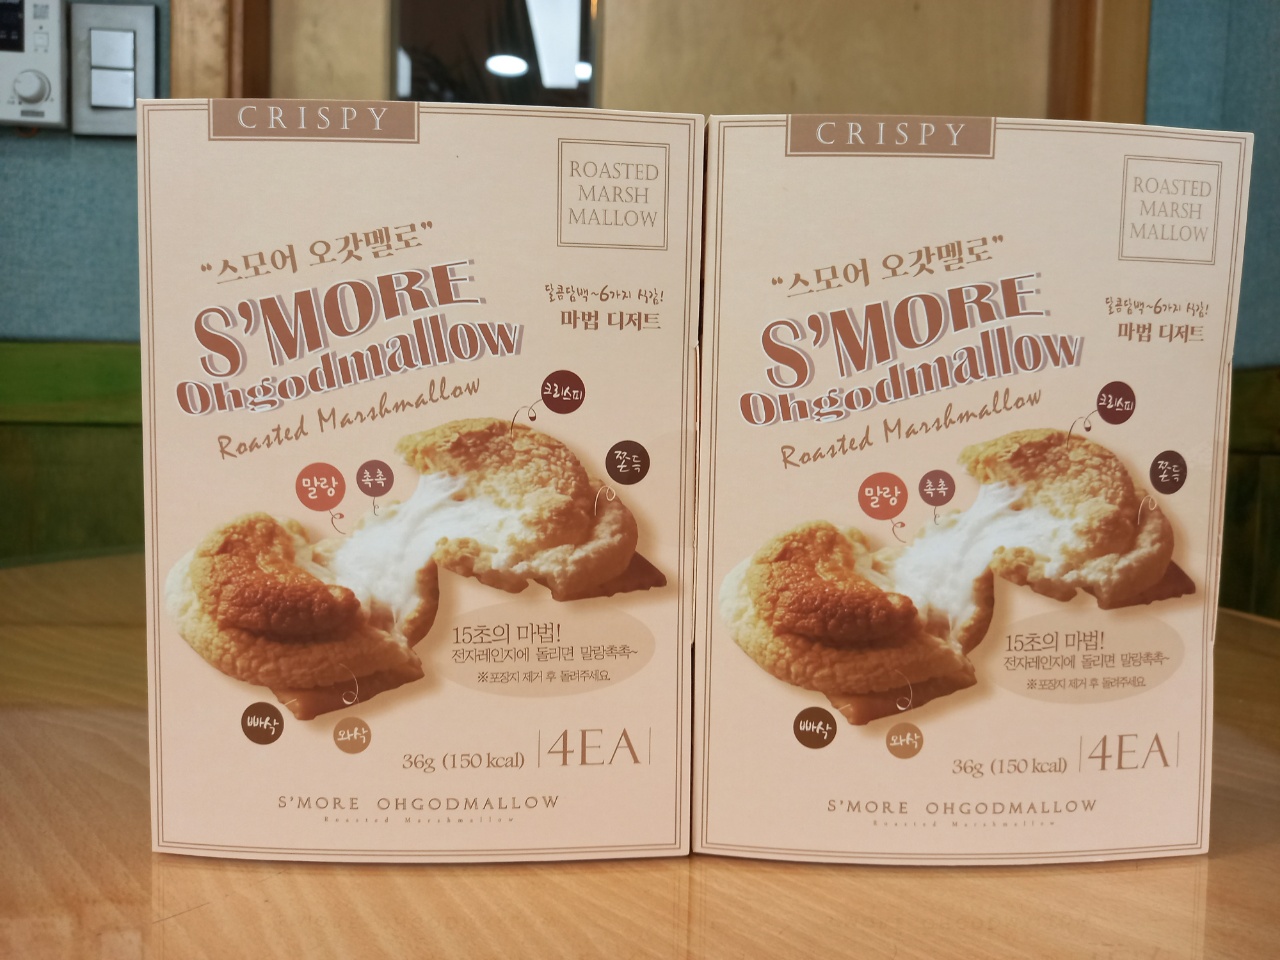 CRISPY
ROASTED
MARSH
MALLOW
“스모어 오갓멜로”
S’MORE
Ohgodmallow
Roasted Marshmallow
달콤담백~6가지 식감!
마법 디저트
크리스피
쫀득
말랑
촉촉
15초의 마법!
전자레인지에 돌리면 말랑촉촉~
※포장지 제거 후 돌려주세요.
빠삭
와삭
36g (150 kcal)
4EA
S’MORE OHGODMALLOW
Roasted Marshmallow
CRISPY
ROASTED
MARSH
MALLOW
“스모어 오갓멜로”
S’MORE
Ohgodmallow
Roasted Marshmallow
달콤담백~6가지 식감!
마법 디저트
크리스피
쫀득
말랑
촉촉
15초의 마법!
전자레인지에 돌리면 말랑촉촉~
※포장지 제거 후 돌려주세요.
빠삭
와삭
36g (150 kcal)
4EA
S’MORE OHGODMALLOW
Roasted Marshmallow